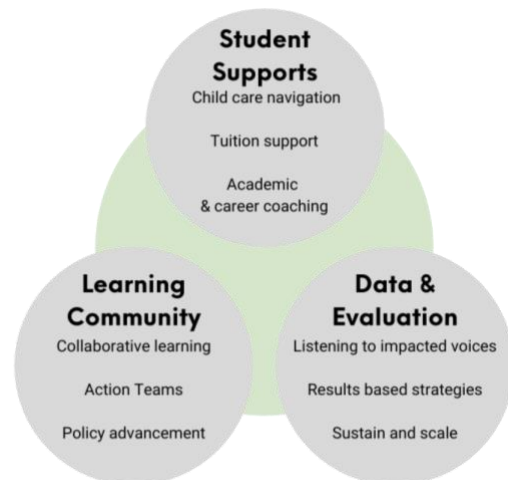 Student
Supports
Child care navigation
Tuition support
Academic
& career coaching
Learning
Community
Collaborative learning
Action Teams
Policy advancement
Data &
Evaluation
Listening to impacted voices
Results based strategies
Sustain and scale